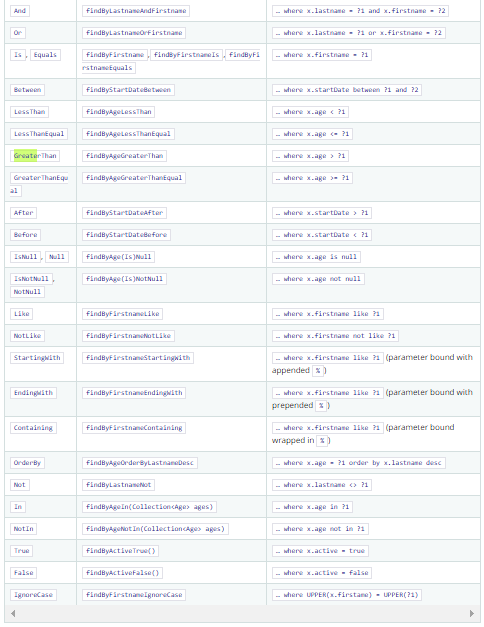 And findByLastnameAndFirstname … where x.lastname = ?1 and x.firstname = ?2
Or findByLastnameOrFirstname … where x.lastname = ?1 or x.firstname = ?2
Is , Equals findByFirstname , findByFirstnameIs , findByFi … where x.firstname = ?1
rstnameEquals
Between findByStartDateBetween … where x.startDate between ?1 and ?2
LessThan findByAgeLessThan … where x.age < ?1
LessThanEqual findByAgeLessThanEqual … where x.age <= ?1
GreaterThan findByAgeGreaterThan … where x.age > ?1
GreaterThanEqu findByAgeGreaterThanEqual … where x.age >= ?1
al
After findByStartDateAfter … where x.startDate > ?1
Before findByStartDateBefore … where x.startDate < ?1
IsNull , Null findByAge(Is)Null … where x.age is null
IsNotNull , findByAge(Is)NotNull … where x.age not null
NotNull
Like findByFirstnameLike … where x.firstname like ?1
NotLike findByFirstnameNotLike … where x.firstname not like ?1
StartingWith findByFirstnameStartingWith … where x.firstname like ?1 (parameter bound with
appended % )
EndingWith findByFirstnameEndingWith … where x.firstname like ?1 (parameter bound with
prepended % )
Containing findByFirstnameContaining … where x.firstname like ?1 (parameter bound
wrapped in % )
OrderBy findByAgeOrderByLastnameDesc … where x.age = ?1 order by x.lastname desc
Not findByLastnameNot … where x.lastname <> ?1
In findByAgeIn(Collection<Age> ages) … where x.age in ?1
NotIn findByAgeNotIn(Collection<Age> ages) … where x.age not in ?1
True findByActiveTrue() … where x.active = true
False findByActiveFalse() … where x.active = false
IgnoreCase findByFirstnameIgnoreCase … where UPPER(x.firstame) = UPPER(?1)